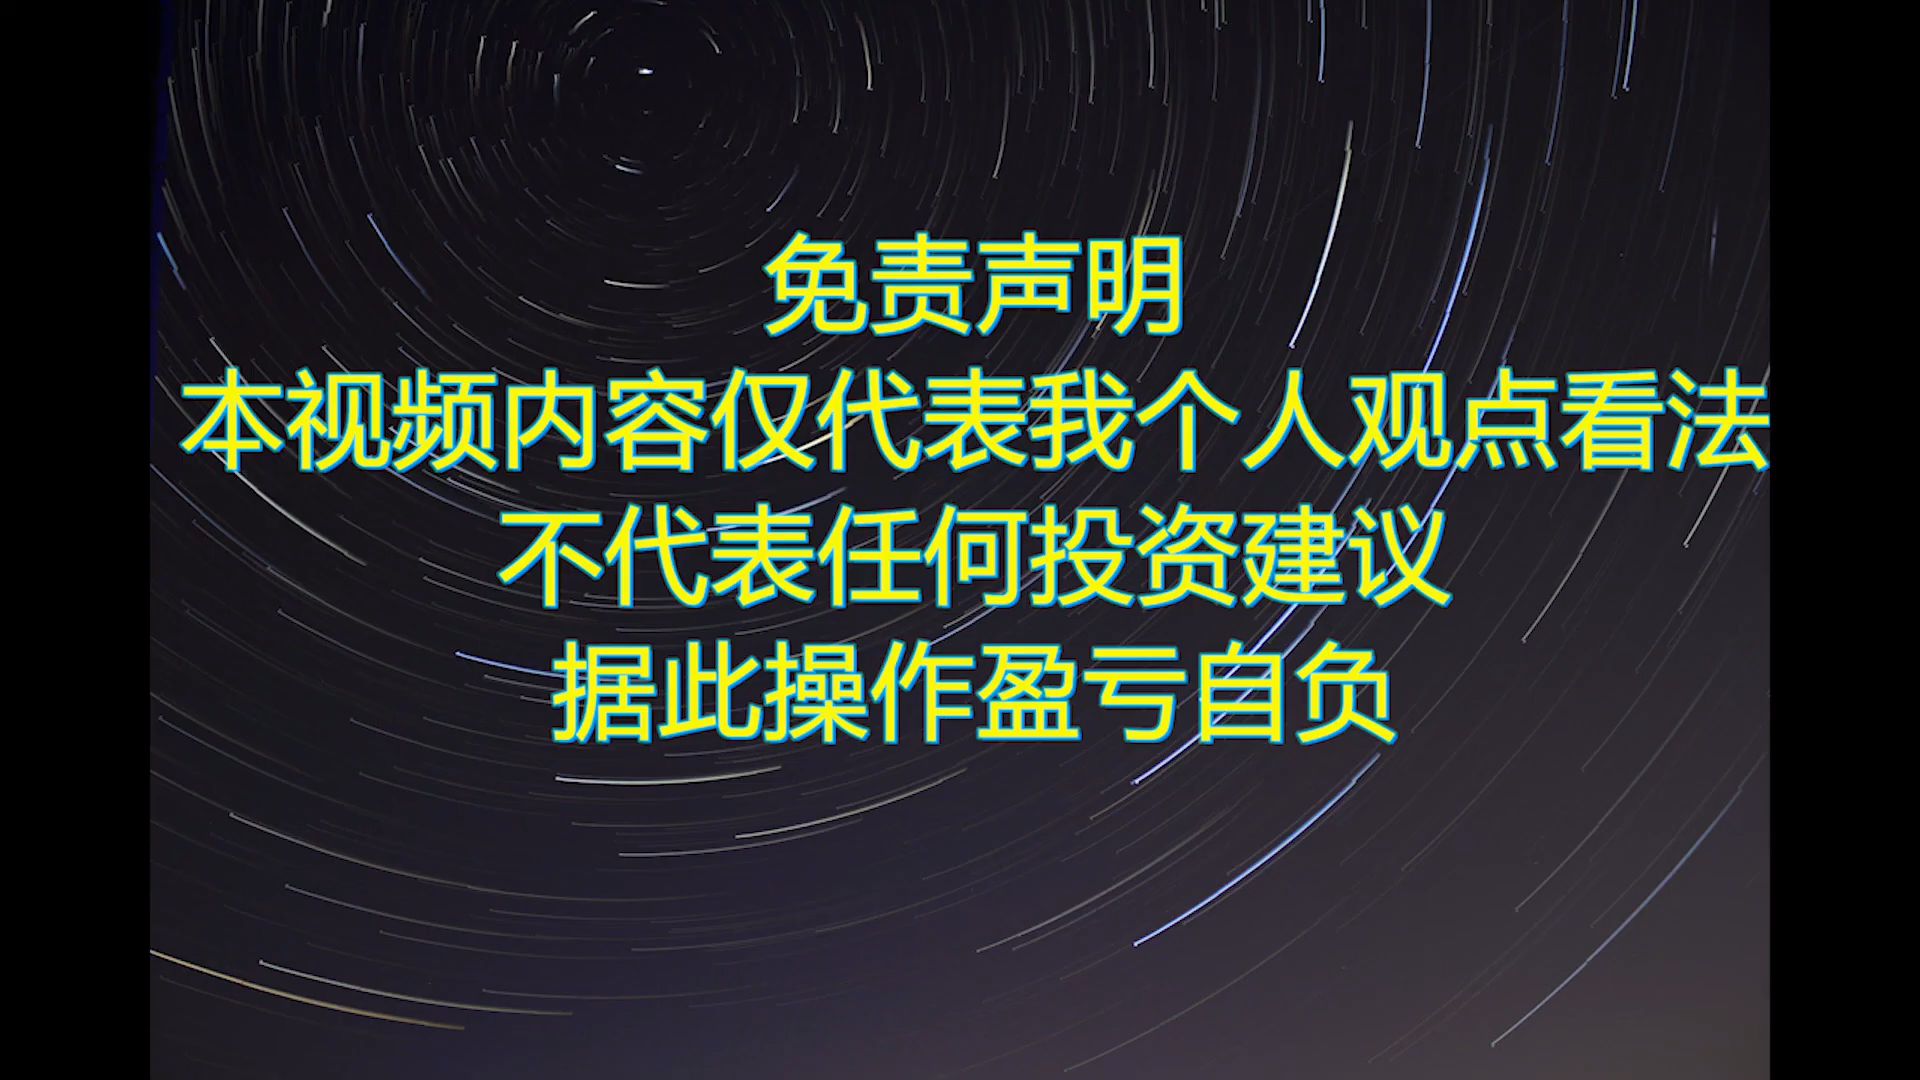 免责声明
本视频内容仅代表我个人观点看法
不代表任何投资建议
据此操作盈亏自负